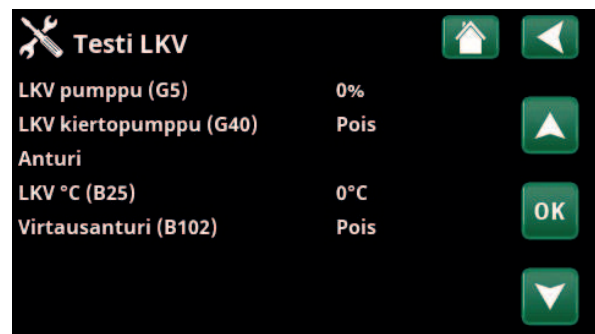 Testi LKV
LKV pumppu (G5) 0%
LKV kiertopumppu (G40) Pois
Anturi
LKV °C (B25) 0°C
OK
Virtausanturi (B102) Pois